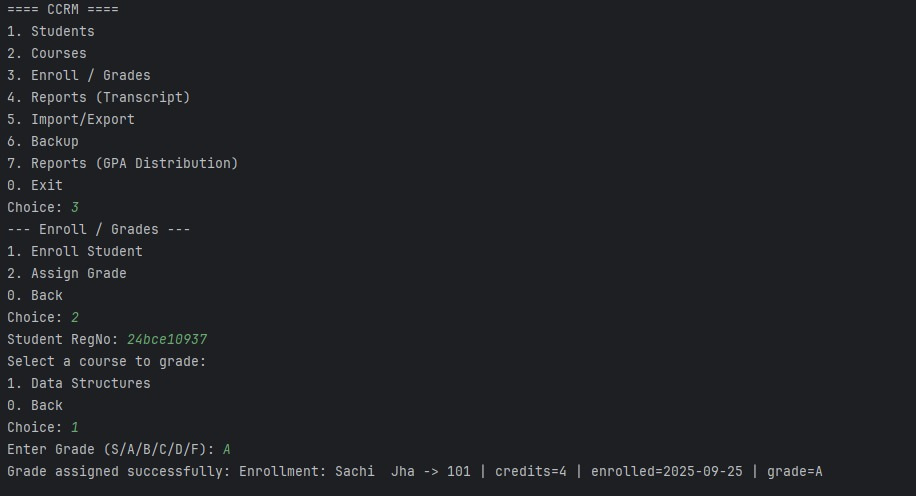 ==== CCRM ====
1. Students
2. Courses
3. Enroll / Grades
4. Reports (Transcript)
5. Import/Export
6. Backup
7. Reports (GPA Distribution)
0. Exit
Choice: 3
--- Enroll / Grades ---
1. Enroll Student
2. Assign Grade
0. Back
Choice: 2
Student RegNo: 24bce10937
Select a course to grade:
1. Data Structures
0. Back
Choice: 1
Enter Grade (S/A/B/C/D/F): A
Grade assigned successfully: Enrollment: Sachi  Jha -> 101 | credits=4 | enrolled=2025-09-25 | grade=A